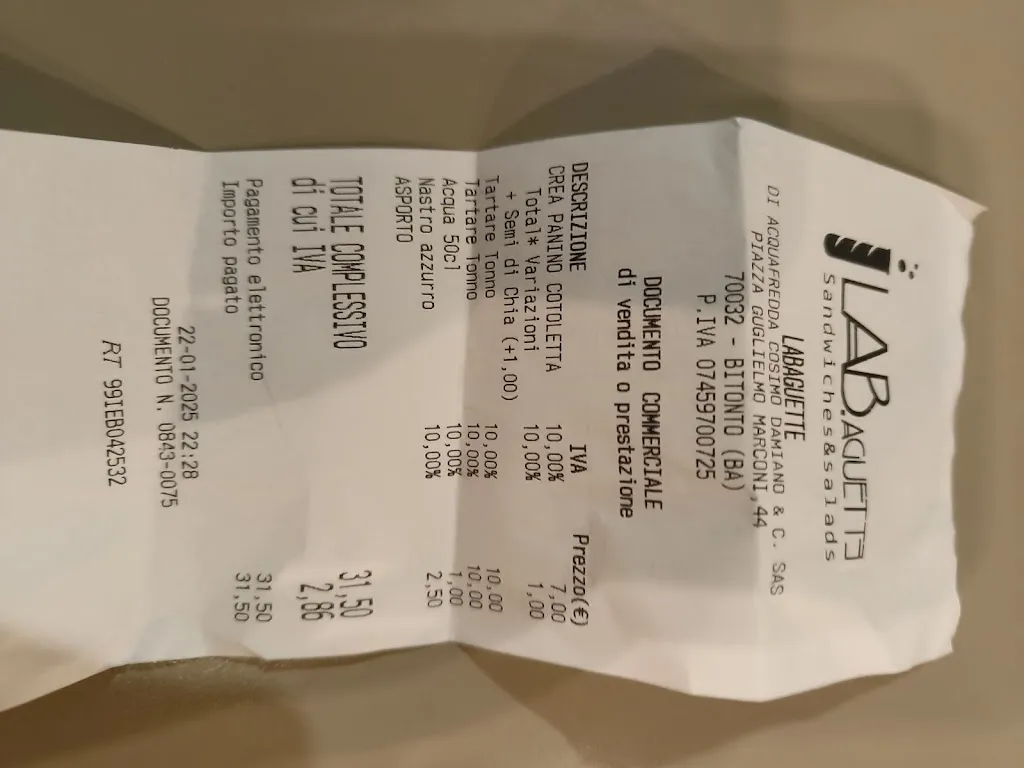 LAB.AGUETTE
Sandwiches&salads
LABAGUETTE
DI ACQUAFREDDA COSIMO DAMIANO & C. SAS
PIAZZA GUGLIELMO MARCONI,44
70032 - BITONTO (BA)
P.IVA 07459700725
DOCUMENTO COMMERCIALE
di vendita o prestazione
DESCRIZIONE IVA Prezzo(€)
CREA PANINO COTOLETTA 10,00% 7,00
Total* Variazioni 10,00% 1,00
+ Semi di Chia (+1,00)
Tartare Tonno 10,00% 10,00
Tartare Tonno 10,00% 10,00
Acqua 50cl 10,00% 1,00
Nastro azzurro 10,00% 2,50
ASPORTO
TOTALE COMPLESSIVO 31,50
di cui IVA 2,86
Pagamento elettronico 31,50
Importo pagato 31,50
22-01-2025 22:28
DOCUMENTO N. 0843-0075
RT 99IEB042532